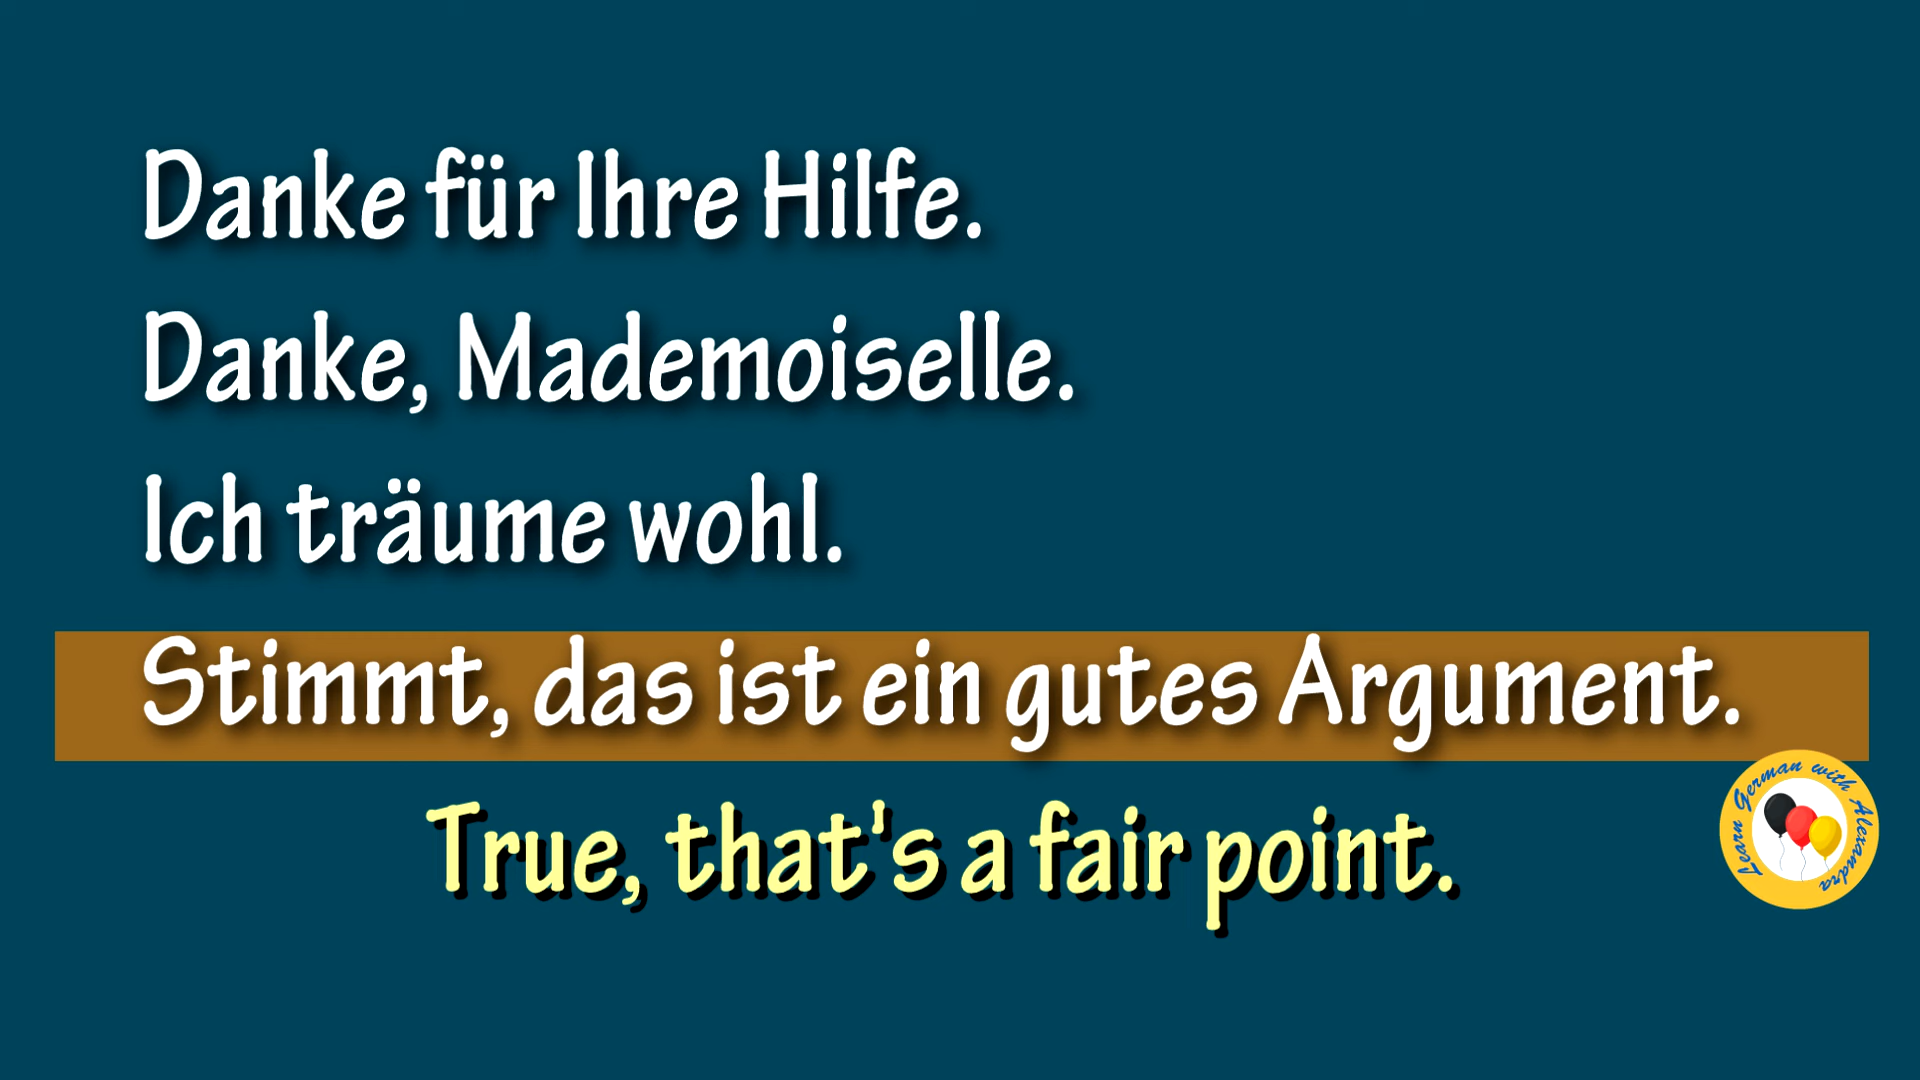 Danke für Ihre Hilfe.
Danke, Mademoiselle.
Ich träume wohl.
Stimmt, das ist ein gutes Argument.
True, that's a fair point.
Learn German with Alexandra